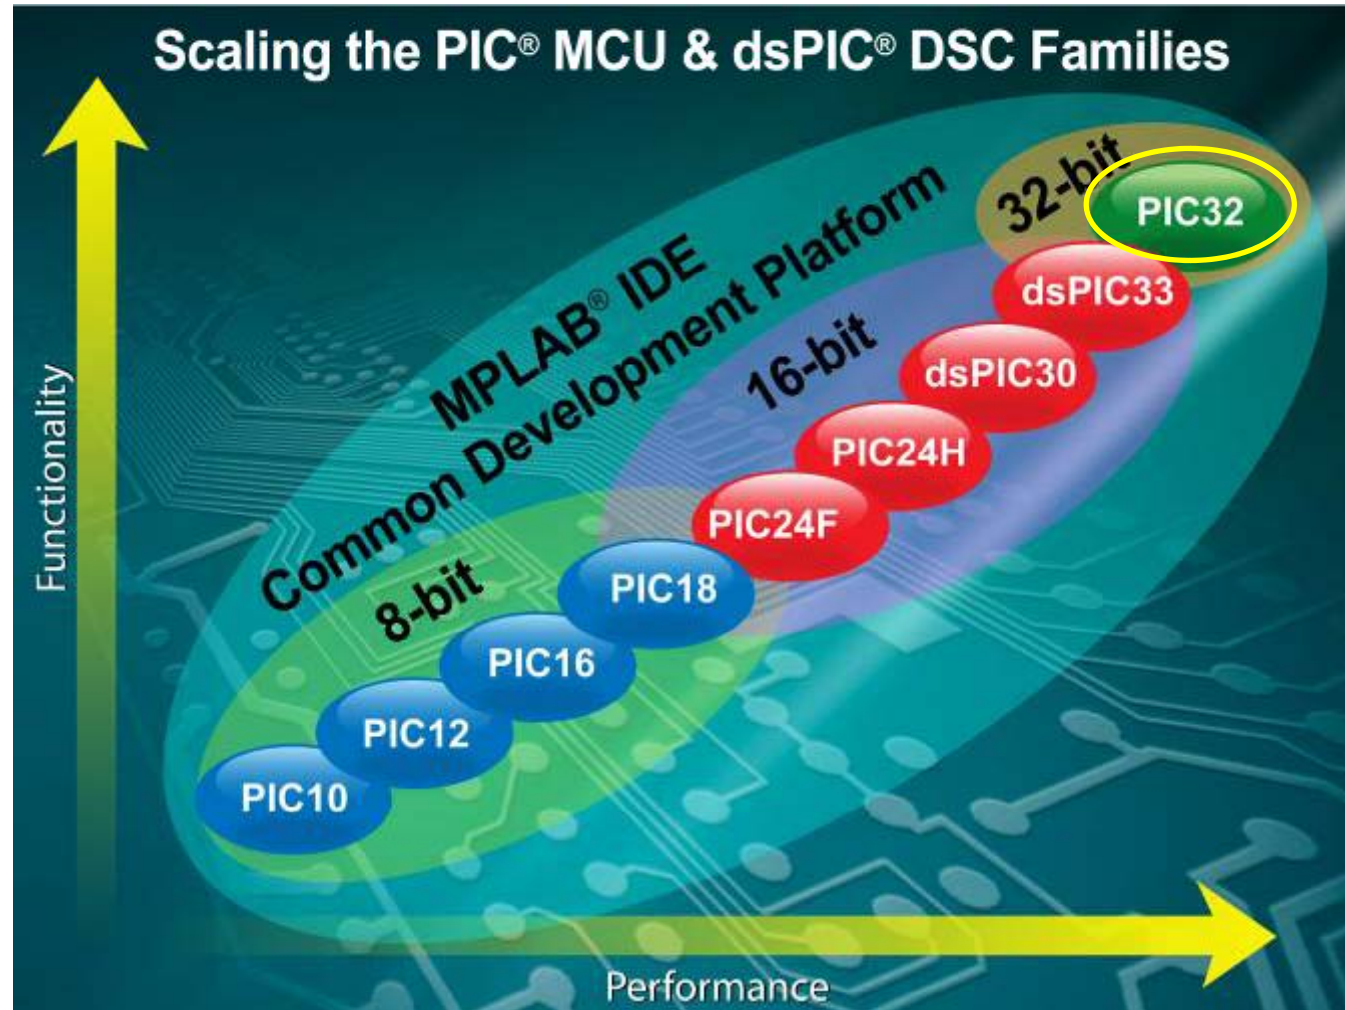 Scaling the PIC® MCU & dsPIC® DSC Families
Functionality
MPLAB® IDE
Common Development Platform
32-bit
PIC32
dsPIC33
16-bit
dsPIC30
PIC24H
PIC24F
8-bit
PIC18
PIC16
PIC12
PIC10
Performance